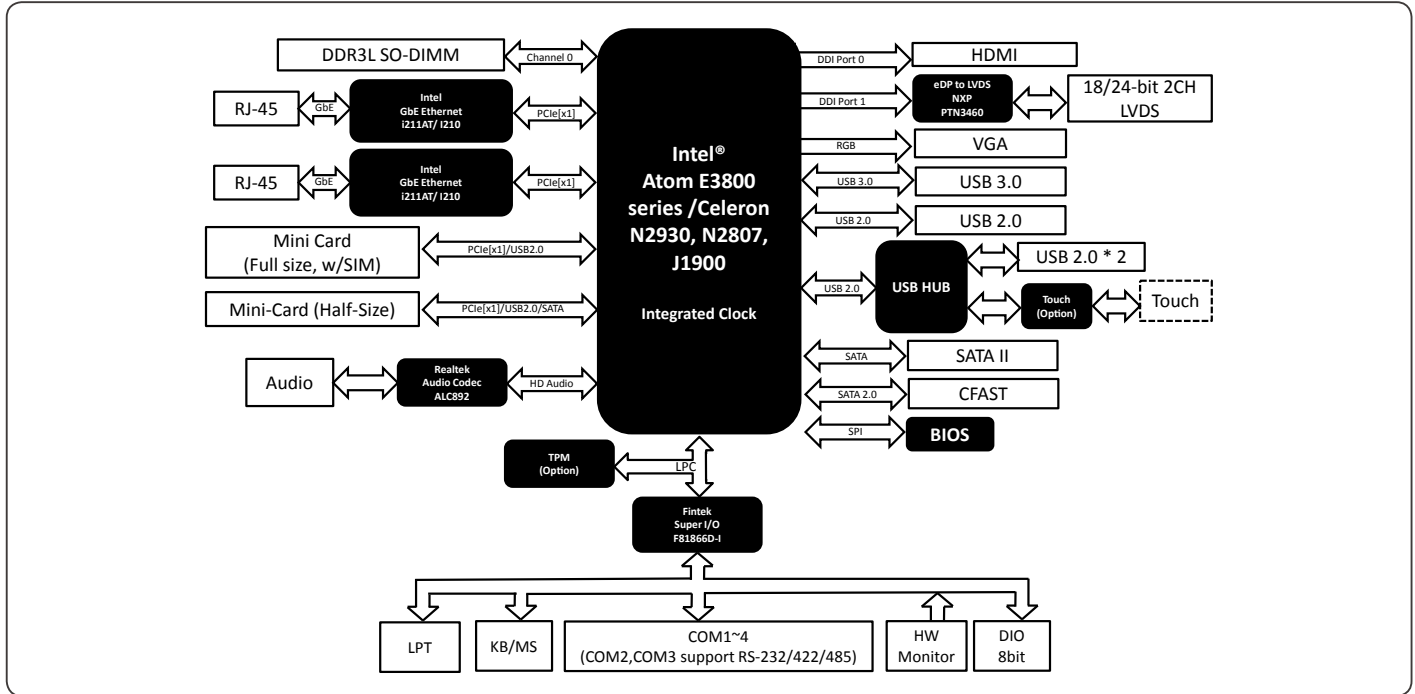 DDR3L SO-DIMM
Channel 0
RJ-45
GbE
Intel
GbE Ethernet
i211AT/ I210
PCIe[x1]
RJ-45
GbE
Intel
GbE Ethernet
i211AT/ I210
PCIe[x1]
Mini Card
(Full size, w/SIM)
PCIe[x1]/USB2.0
Mini-Card (Half-Size)
PCIe[x1]/USB2.0/SATA
Audio
Realtek
Audio Codec
ALC892
HD Audio
Intel®
Atom E3800
series /Celeron
N2930, N2807,
J1900
Integrated Clock
DDI Port 0
HDMI
DDI Port 1
eDP to LVDS
NXP
PTN3460
18/24-bit 2CH
LVDS
RGB
VGA
USB 3.0
USB 3.0
USB 2.0
USB 2.0
USB 2.0
USB HUB
USB 2.0 * 2
Touch
(Option)
Touch
SATA
SATA II
SATA 2.0
CFAST
SPI
BIOS
TPM
(Option)
LPC
Fintek
Super I/O
F81866D-I
LPT
KB/MS
COM1~4
(COM2,COM3 support RS-232/422/485)
HW
Monitor
DIO
8bit